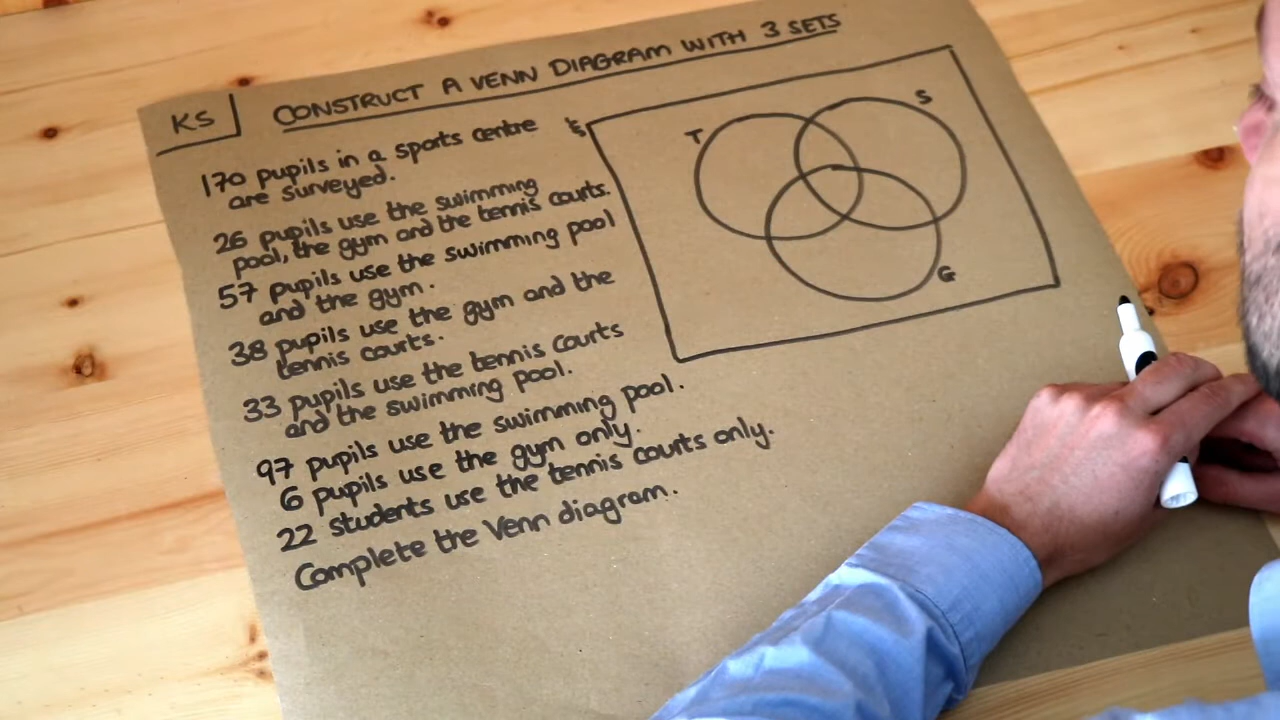 KS
CONSTRUCT A VENN DIAGRAM WITH 3 SETS
170 pupils in a sports centre
are surveyed.
26 pupils use the swimming
pool, the gym and the tennis courts.
57 pupils use the swimming pool
and the gym.
38 pupils use the gym and the
tennis courts.
33 pupils use the tennis courts
and the swimming pool.
97 pupils use the swimming pool.
6 pupils use the gym only.
22 students use the tennis courts only.
Complete the Venn diagram.
ξ
T
S
G